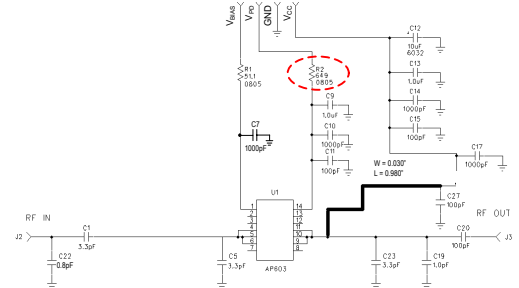 VBIAS VPD GND VCC
C12
10uF
6032
R1
51.1
0805
R2
649
0805
C13
1.0uF
C14
1000pF
C15
100pF
C9
1.0uF
C10
1000pF
C11
100pF
C7
1000pF
C17
1000pF
W = 0.030"
L = 0.980"
U1
1 14
2 13
3 12
4 11
5 10
6 9
7 8
AP603
C27
100pF
RF IN
RF OUT
J2
C1
3.3pF
C20
100pF
J3
C22
0.8pF
C5
3.3pF
C23
3.3pF
C19
1.0pF